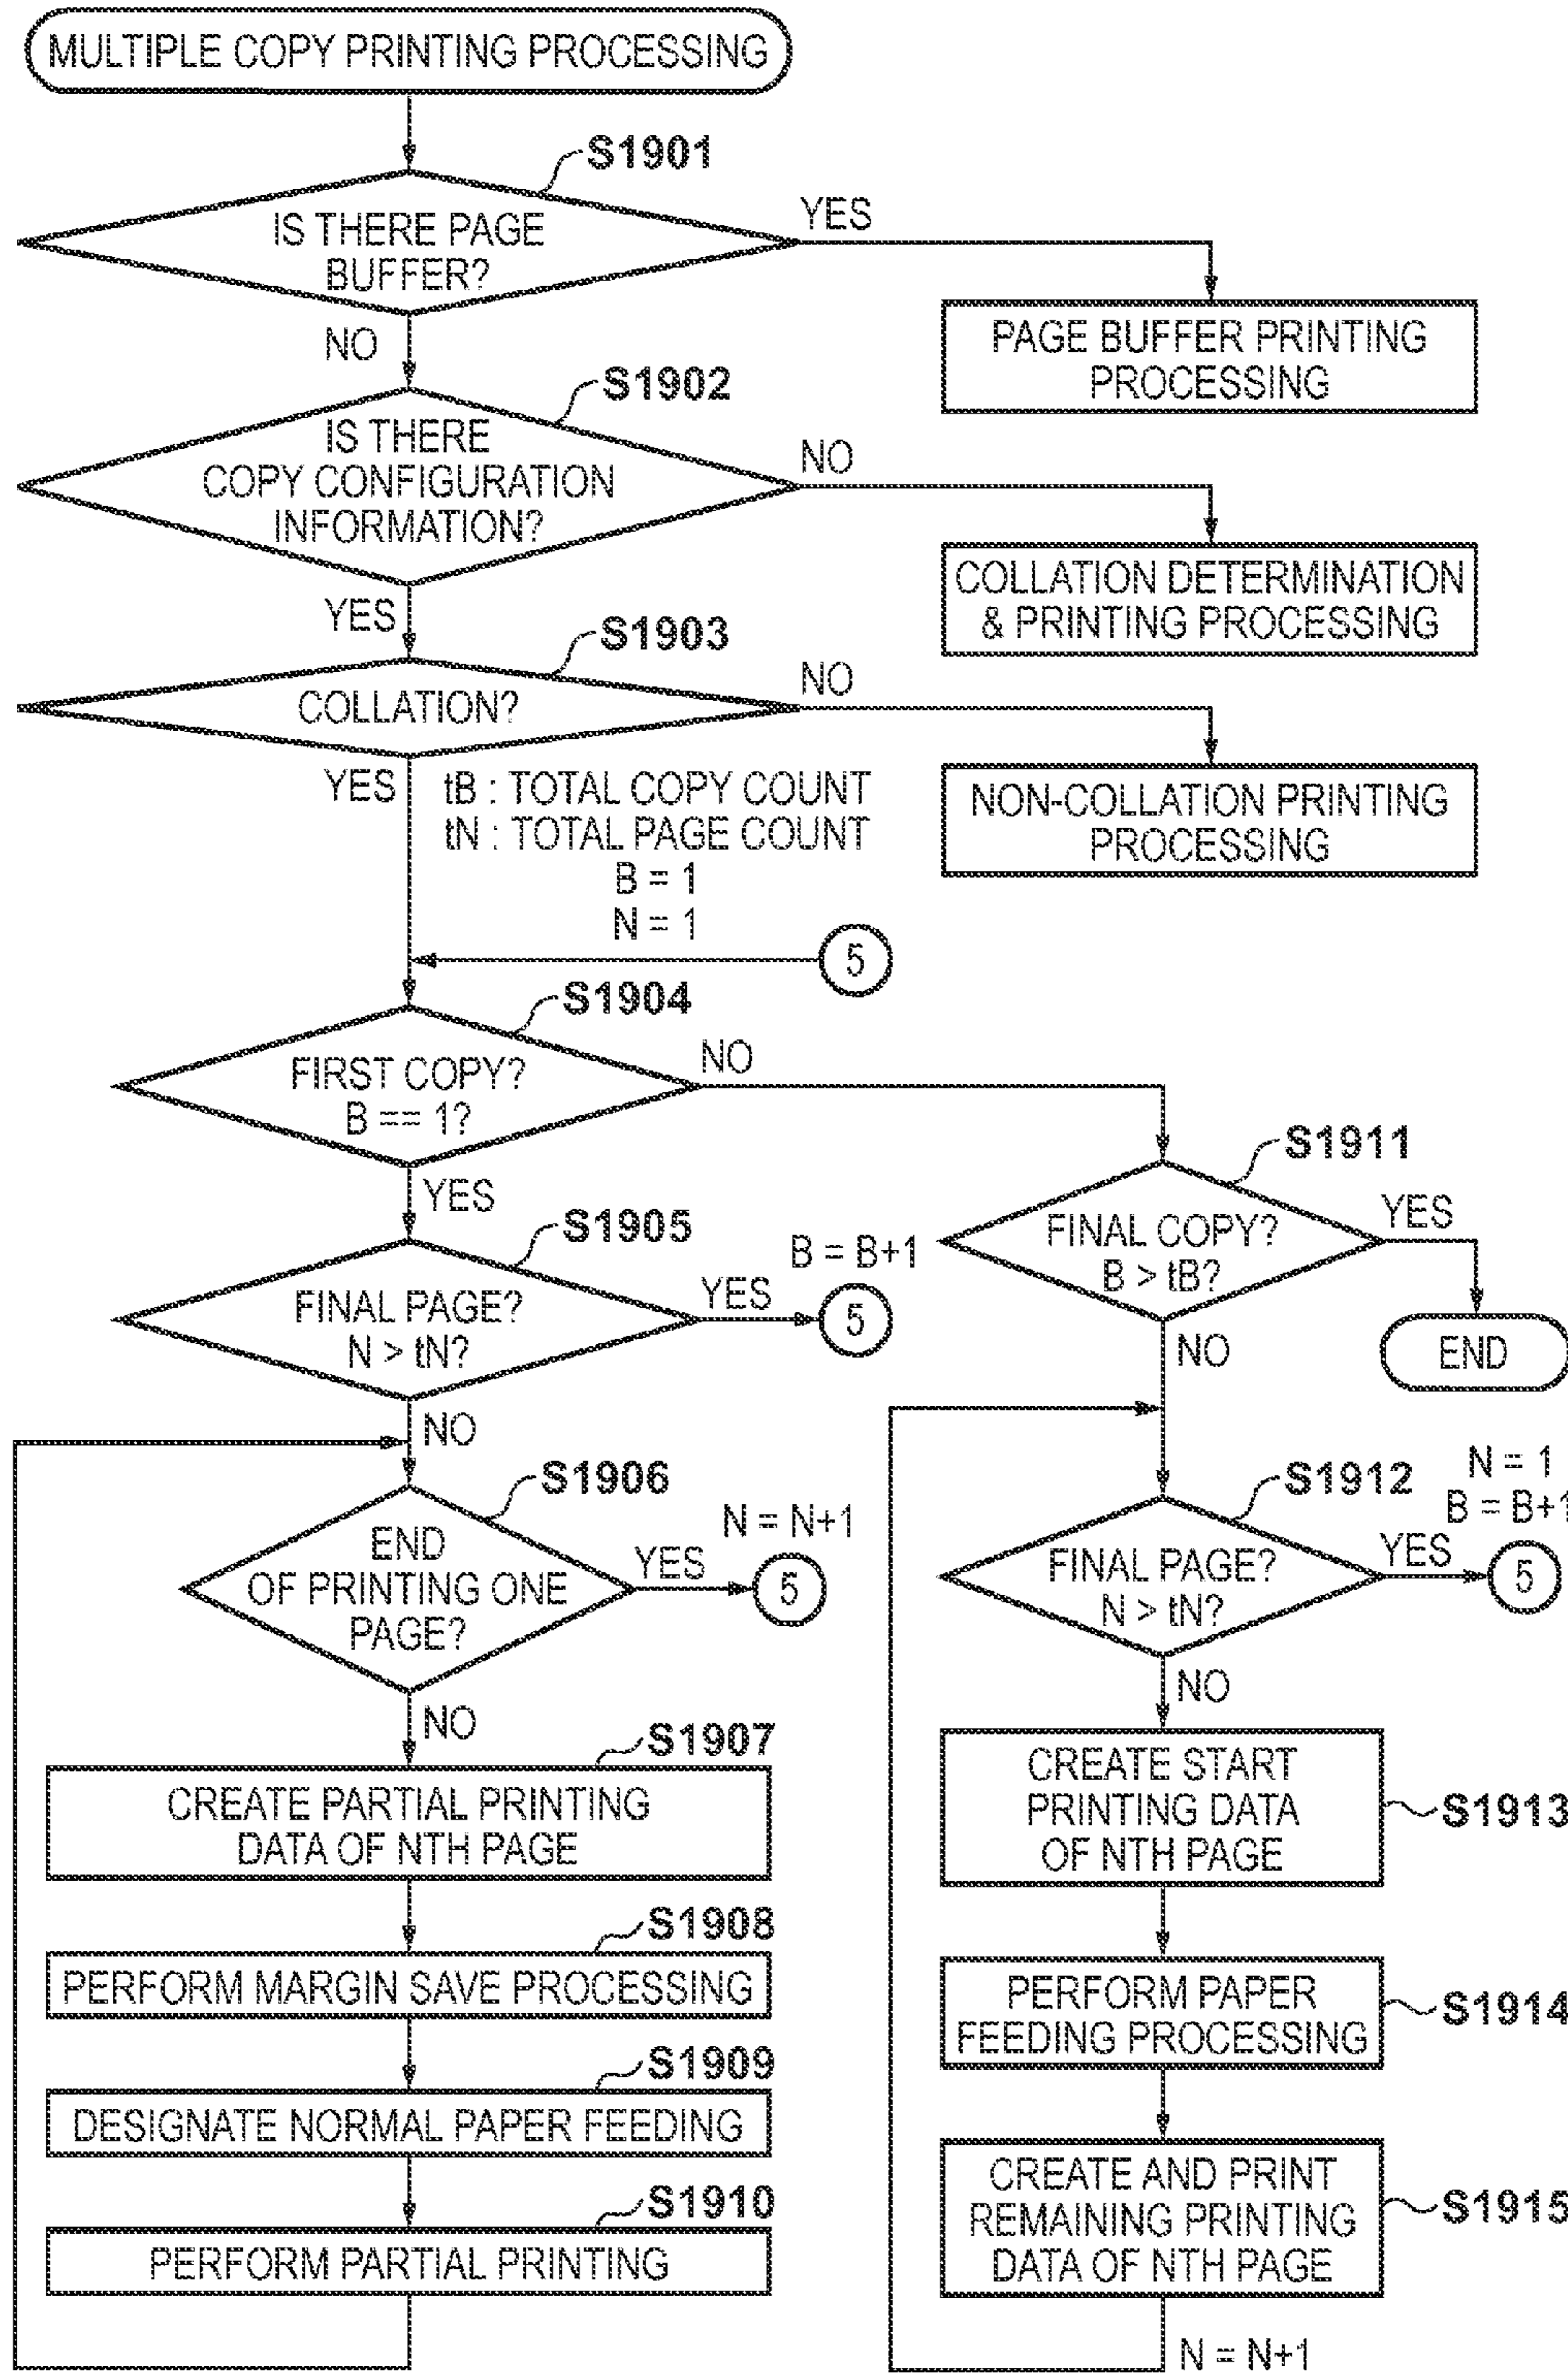 MULTIPLE COPY PRINTING PROCESSING
S1901
IS THERE PAGE
BUFFER?
YES
NO
PAGE BUFFER PRINTING
PROCESSING
S1902
IS THERE
COPY CONFIGURATION
INFORMATION?
NO
YES
COLLATION DETERMINATION
& PRINTING PROCESSING
S1903
COLLATION?
NO
YES
NON-COLLATION PRINTING
PROCESSING
tB : TOTAL COPY COUNT
tN : TOTAL PAGE COUNT
B = 1
N = 1
5
S1904
FIRST COPY?
B == 1?
NO
YES
S1905
FINAL PAGE?
N > tN?
YES
B = B+1
5
NO
S1906
END
OF PRINTING ONE
PAGE?
YES
N = N+1
5
NO
S1907
CREATE PARTIAL PRINTING
DATA OF NTH PAGE
S1908
PERFORM MARGIN SAVE PROCESSING
S1909
DESIGNATE NORMAL PAPER FEEDING
S1910
PERFORM PARTIAL PRINTING
S1911
FINAL COPY?
B > tB?
YES
END
NO
S1912
FINAL PAGE?
N > tN?
YES
N = 1
B = B+1
5
NO
CREATE START
PRINTING DATA
OF NTH PAGE
S1913
PERFORM PAPER
FEEDING PROCESSING
S1914
CREATE AND PRINT
REMAINING PRINTING
DATA OF NTH PAGE
S1915
N = N+1